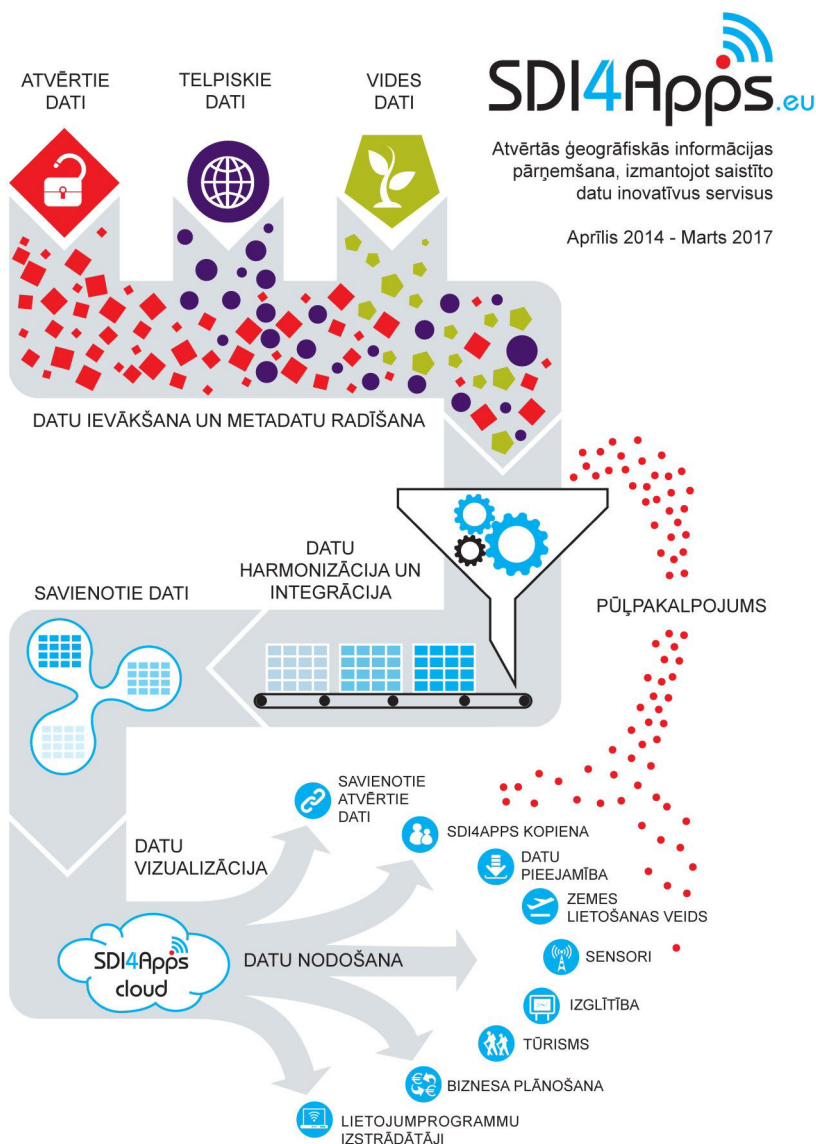 ATVĒRTIE
DATI
TELPISKIE
DATI
VIDES
DATI
SDI4Apps.eu
Atvērtās ģeogrāfiskās informācijas
pārņemšana, izmantojot saistīto
datu inovatīvus servisus
Aprīlis 2014 - Marts 2017
DATU IEVĀKŠANA UN METADATU RADĪŠANA
DATU
HARMONIZĀCIJA UN
INTEGRĀCIJA
SAVIENOTIE DATI
PŪĻPAKALPOJUMS
SAVIENOTIE
ATVĒRTIE
DATI
SDI4APPS KOPIENA
DATU
VIZUALIZĀCIJA
DATU
PIEEJAMĪBA
ZEMES
LIETOŠANAS VEIDS
SDI4Apps
cloud
DATU NODOŠANA
SENSORI
IZGLĪTĪBA
TŪRISMS
BIZNESA PLĀNOŠANA
LIETOJUMPROGRAMMU
IZSTRĀDĀTĀJI